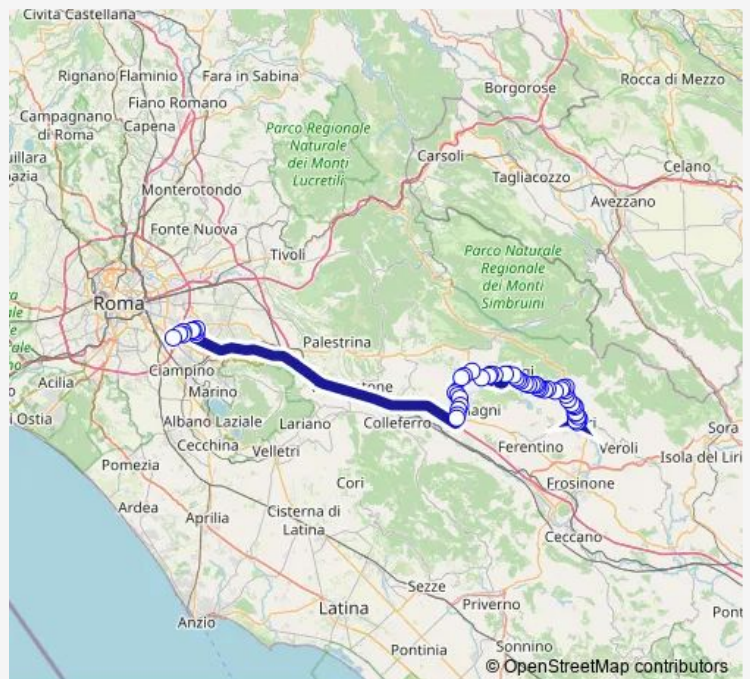 Civita Castellana
Rignano Flaminio
Fara in Sabina
Borgorose
Rocca di Mezzo
Fiano Romano
Campagnano
di Roma
Capena
Parco Regionale
Naturale
dei Monti
Lucretili
Carsoli
Celano
Tagliacozzo
Monterotondo
Avezzano
Fonte Nuova
Tivoli
Parco Naturale
Regionale
dei Monti
Simbruini
Roma
Palestrina
Ciampino
Acilia
Marino
Ostia
Albano Laziale
Lariano
Colleferro
Cecchina
Velletri
Ferentino
Veroli
Sora
Isola del Liri
Pomezia
Cori
Frosinone
Ardea
Aprilia
Cisterna di
Latina
Ceccano
Sezze
Latina
Priverno
Anzio
Pontinia
Sonnino
© OpenStreetMap contributors